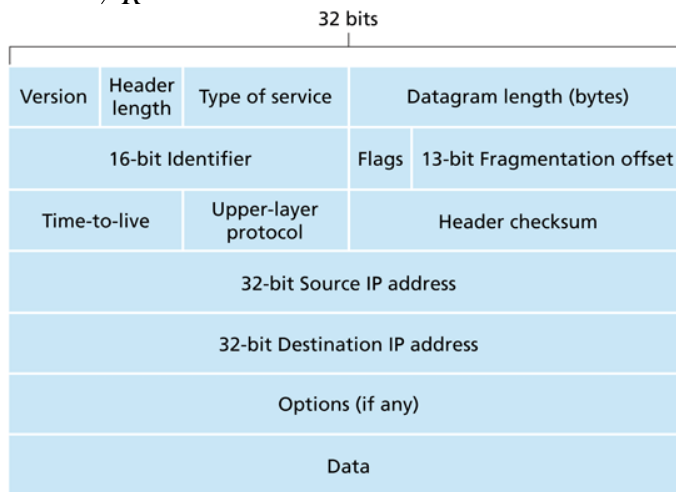 32 bits
Version Header length Type of service Datagram length (bytes)
16-bit Identifier Flags 13-bit Fragmentation offset
Time-to-live Upper-layer protocol Header checksum
32-bit Source IP address
32-bit Destination IP address
Options (if any)
Data